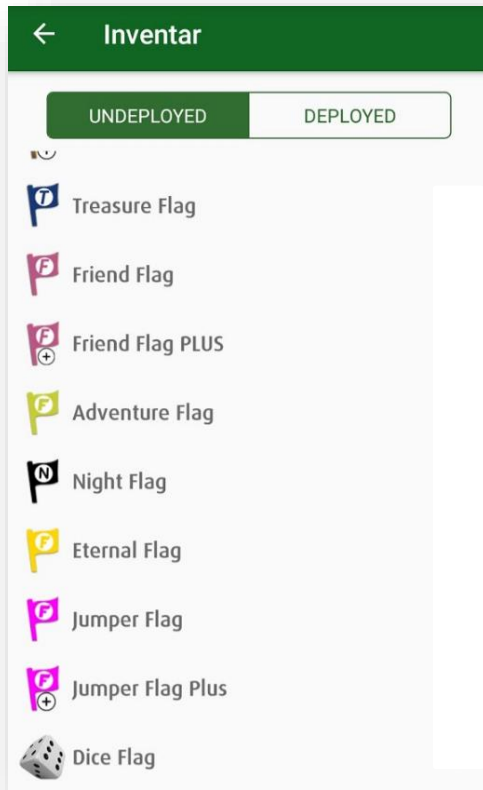 Inventar
UNDEPLOYED
DEPLOYED
T Treasure Flag
F Friend Flag
F Friend Flag PLUS
F Adventure Flag
N Night Flag
F Eternal Flag
F Jumper Flag
F Jumper Flag Plus
Dice Flag